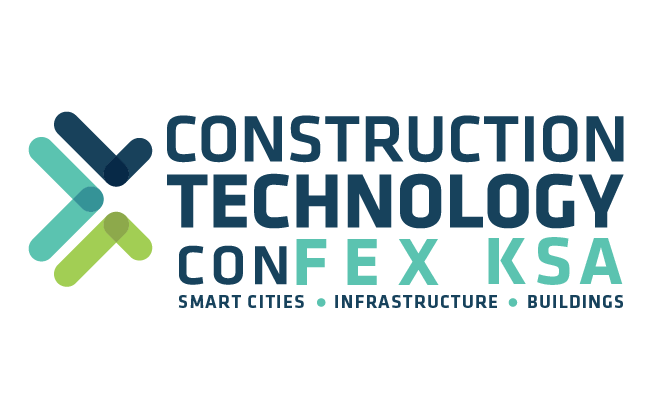 CONSTRUCTION
TECHNOLOGY
CONFEX KSA
SMART CITIES • INFRASTRUCTURE • BUILDINGS